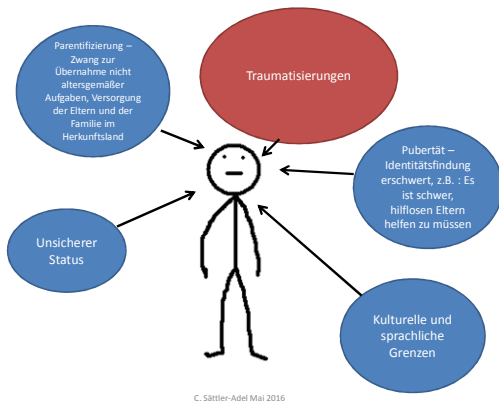 Parentifizierung –
Zwang zur
Übernahme nicht
altersgemäßer
Aufgaben, Versorgung
der Eltern und der
Familie im
Herkunftsland
Traumatisierungen
Pubertät –
Identitätsfindung
erschwert, z.B. : Es
ist schwer,
hilflosen Eltern
helfen zu müssen
Unsicherer
Status
Kulturelle und
sprachliche
Grenzen
C. Sättler-Adel Mai 2016